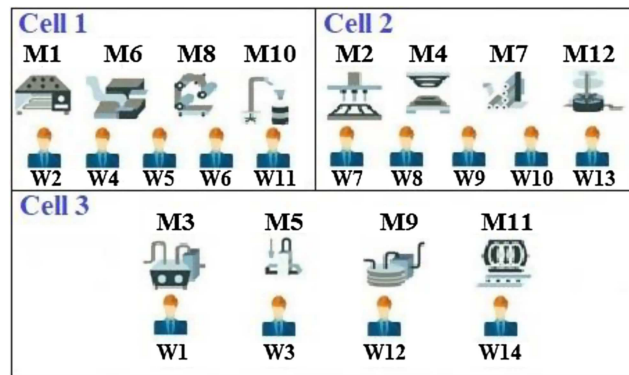 Cell 1
M1 M6 M8 M10
W2 W4 W5 W6 W11
Cell 2
M2 M4 M7 M12
W7 W8 W9 W10 W13
Cell 3
M3 M5 M9 M11
W1 W3 W12 W14